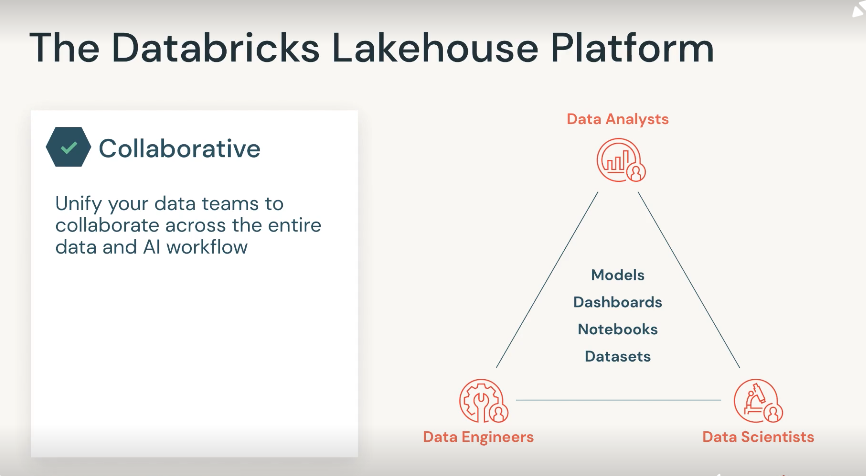 The Databricks Lakehouse Platform
Collaborative
Unify your data teams to
collaborate across the entire
data and AI workflow
Data Analysts
Models
Dashboards
Notebooks
Datasets
Data Engineers
Data Scientists